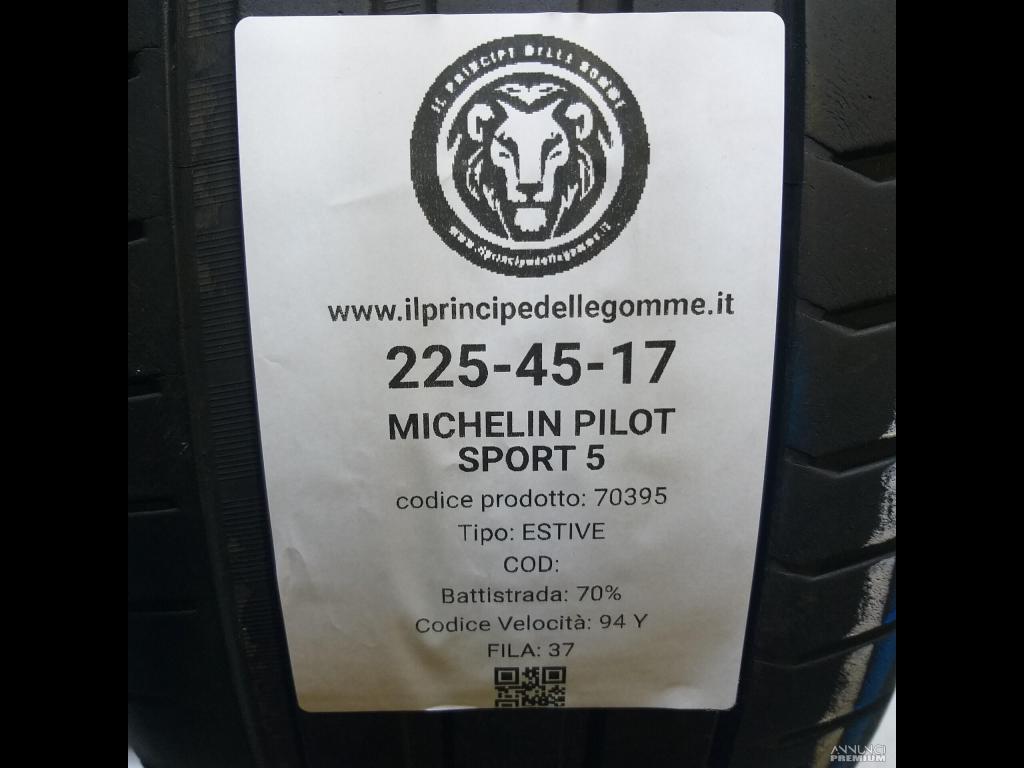 IL PRINCIPE DELLE GOMME
www.ilprincipedellegomme.it
www.ilprincipedellegomme.it
225-45-17
MICHELIN PILOT
SPORT 5
codice prodotto: 70395
Tipo: ESTIVE
COD:
Battistrada: 70%
Codice Velocità: 94 Y
FILA: 37
ANNUNCI
PREMIUM